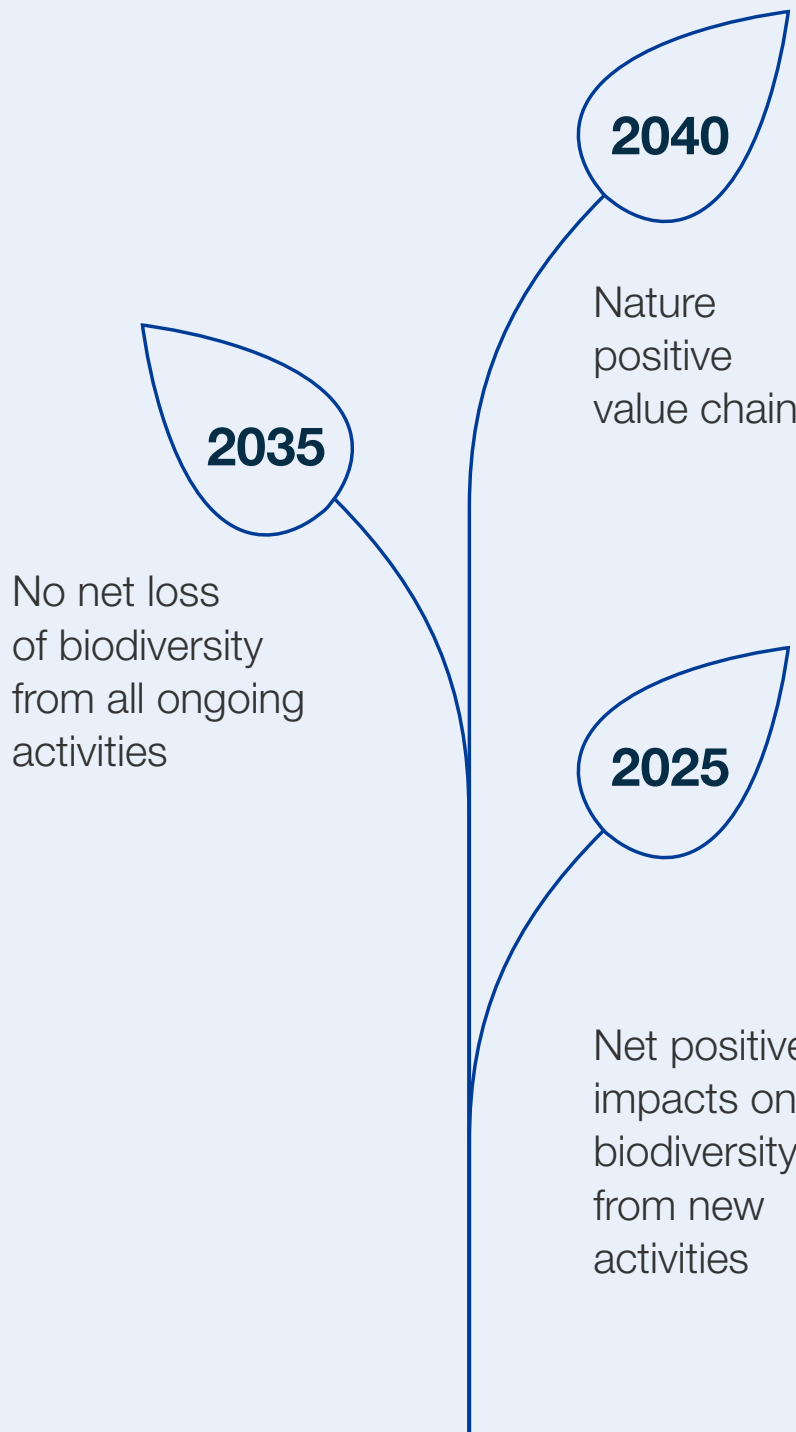 2040
Nature
positive
value chain
2035
No net loss
of biodiversity
from all ongoing
activities
2025
Net positive
impacts on
biodiversity
from new
activities